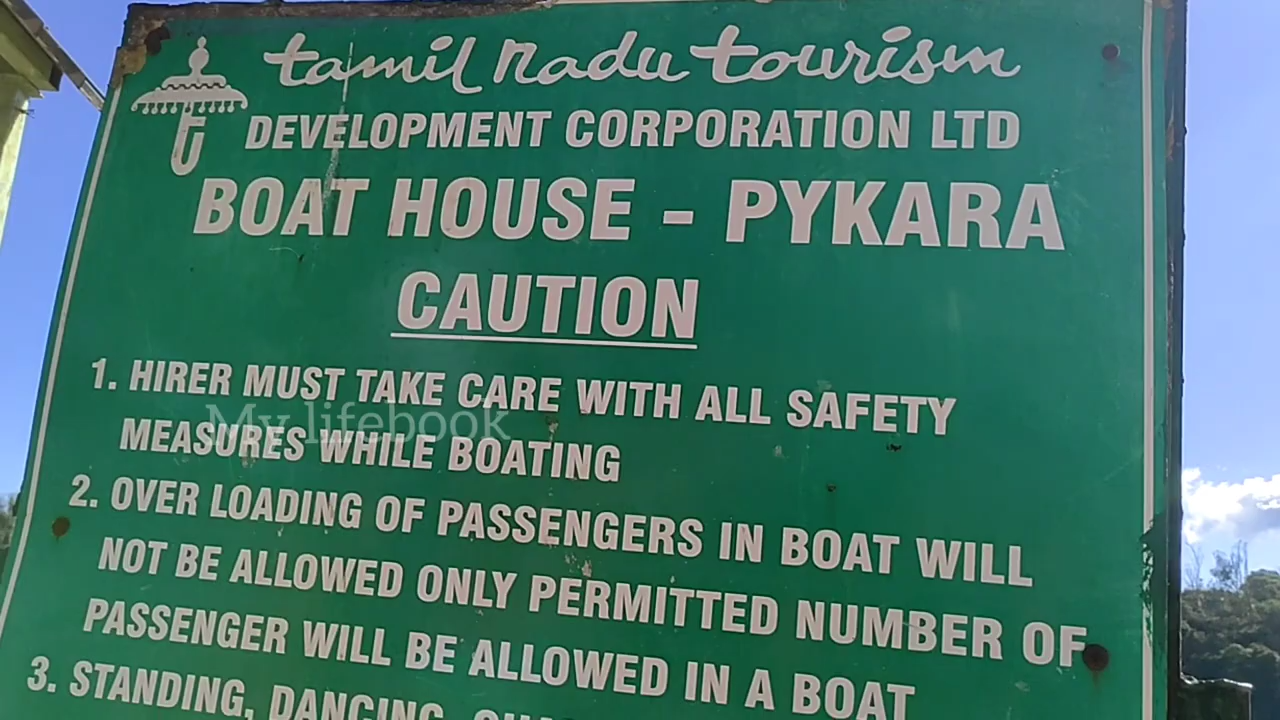 tamil nadu tourism
DEVELOPMENT CORPORATION LTD
BOAT HOUSE - PYKARA
CAUTION
1. HIRER MUST TAKE CARE WITH ALL SAFETY
MEASURES WHILE BOATING
My lifebook
2. OVER LOADING OF PASSENGERS IN BOAT WILL
NOT BE ALLOWED ONLY PERMITTED NUMBER OF
PASSENGER WILL BE ALLOWED IN A BOAT
3. STANDING, DANCING,